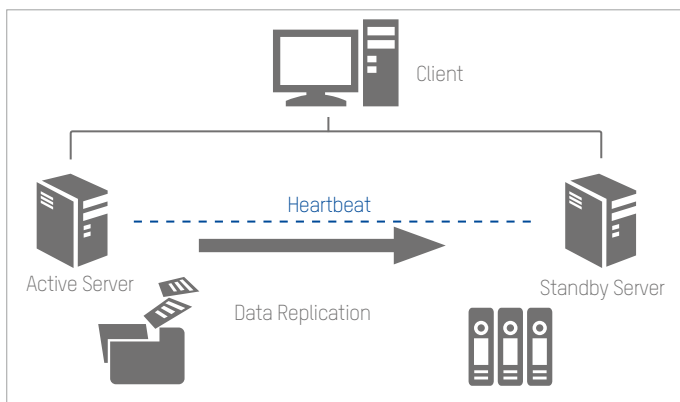 Client
Heartbeat
Active Server
Standby Server
Data Replication